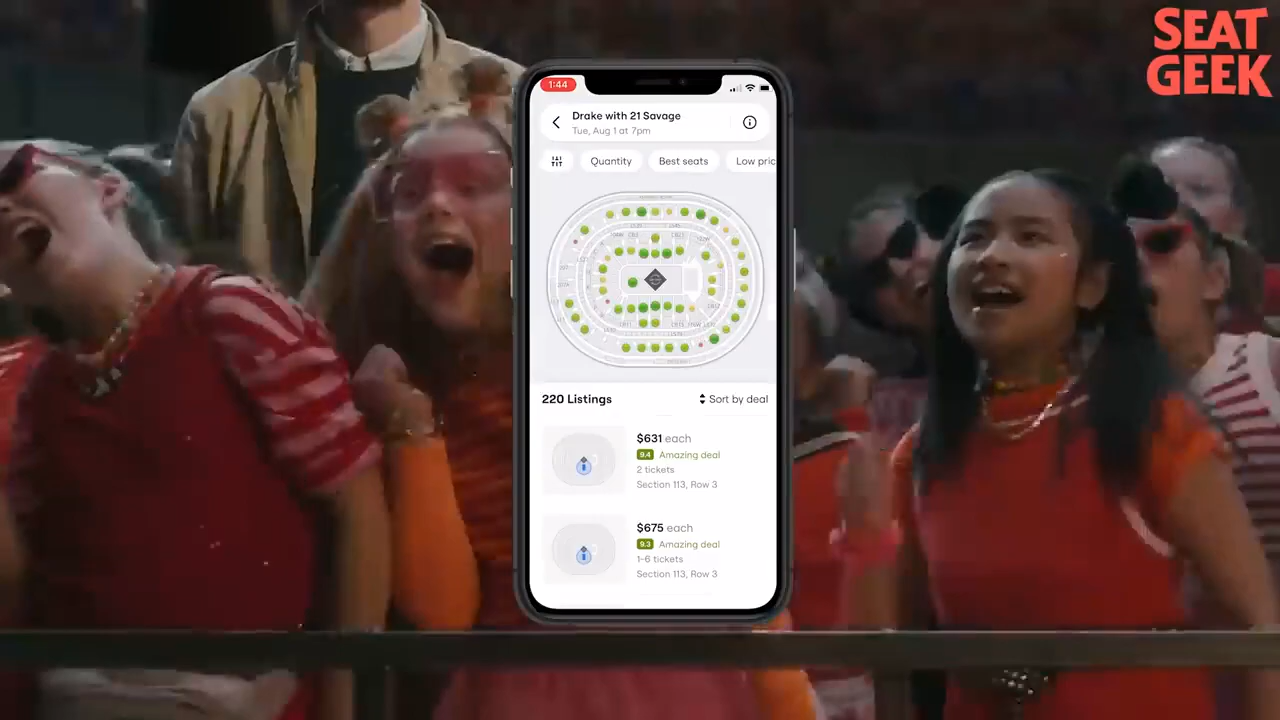 SEAT
GEEK
1:44
Drake with 21 Savage
Tue, Aug 1 at 7pm
Quantity
Best seats
Low pric
220 Listings
Sort by deal
$631 each
9.4 Amazing deal
2 tickets
Section 113, Row 3
$675 each
9.3 Amazing deal
1-6 tickets
Section 113, Row 3